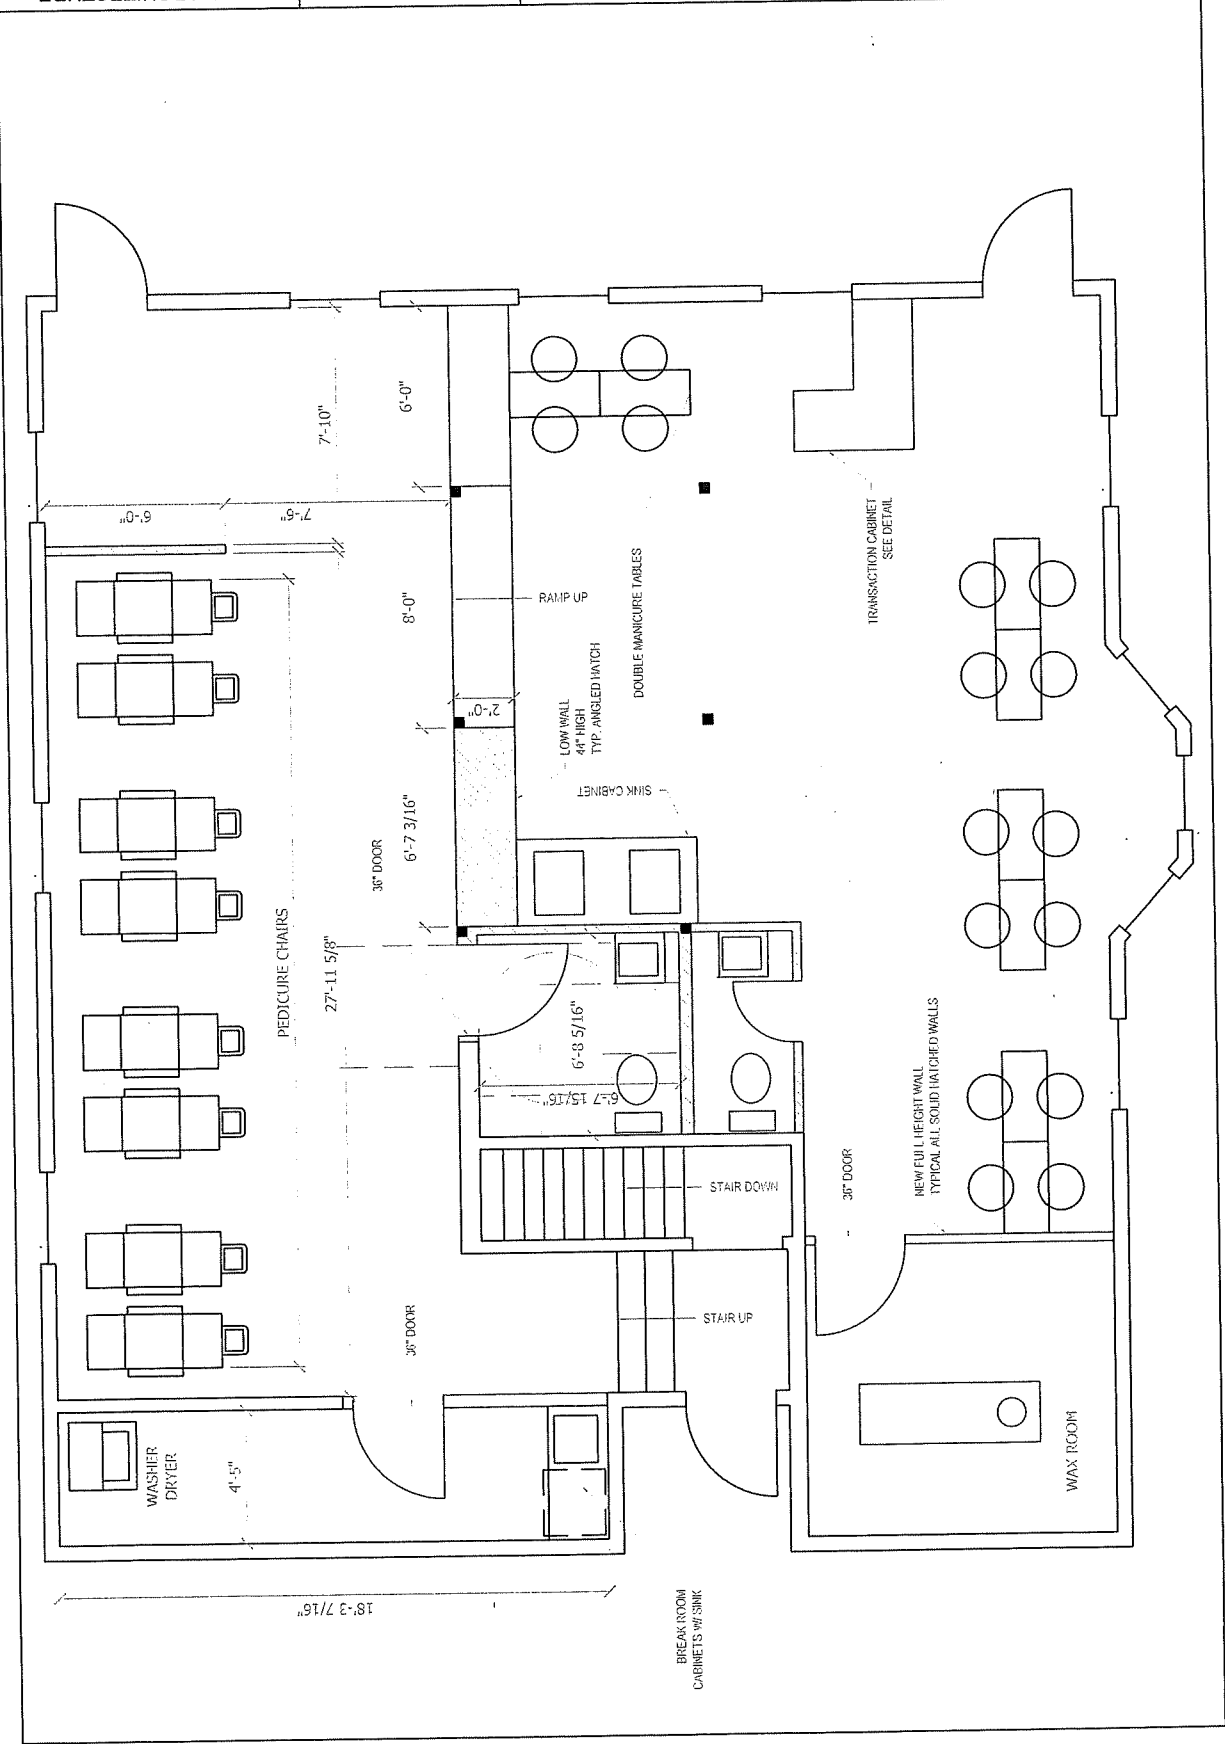 7'-10"
6'-0"
6'-0"
7'-6"
8'-0"
RAMP UP
2'-0"
LOW WALL
44" HIGH
TYP. ANGLED HATCH
DOUBLE MANICURE TABLES
TRANSACTION CABINET
SEE DETAIL
SINK CABINET
6'-7 3/16"
36" DOOR
PEDICURE CHAIRS
27'-11 5/8"
6'-8 5/16"
6'-7 15/16"
STAIR DOWN
36" DOOR
NEW FULL HEIGHT WALL
TYPICAL ALL SOLID HATCHED WALLS
STAIR UP
36" DOOR
WASHER
DRYER
4'-5"
WAX ROOM
18'-3 7/16"
BREAK ROOM
CABINETS W/ SINK